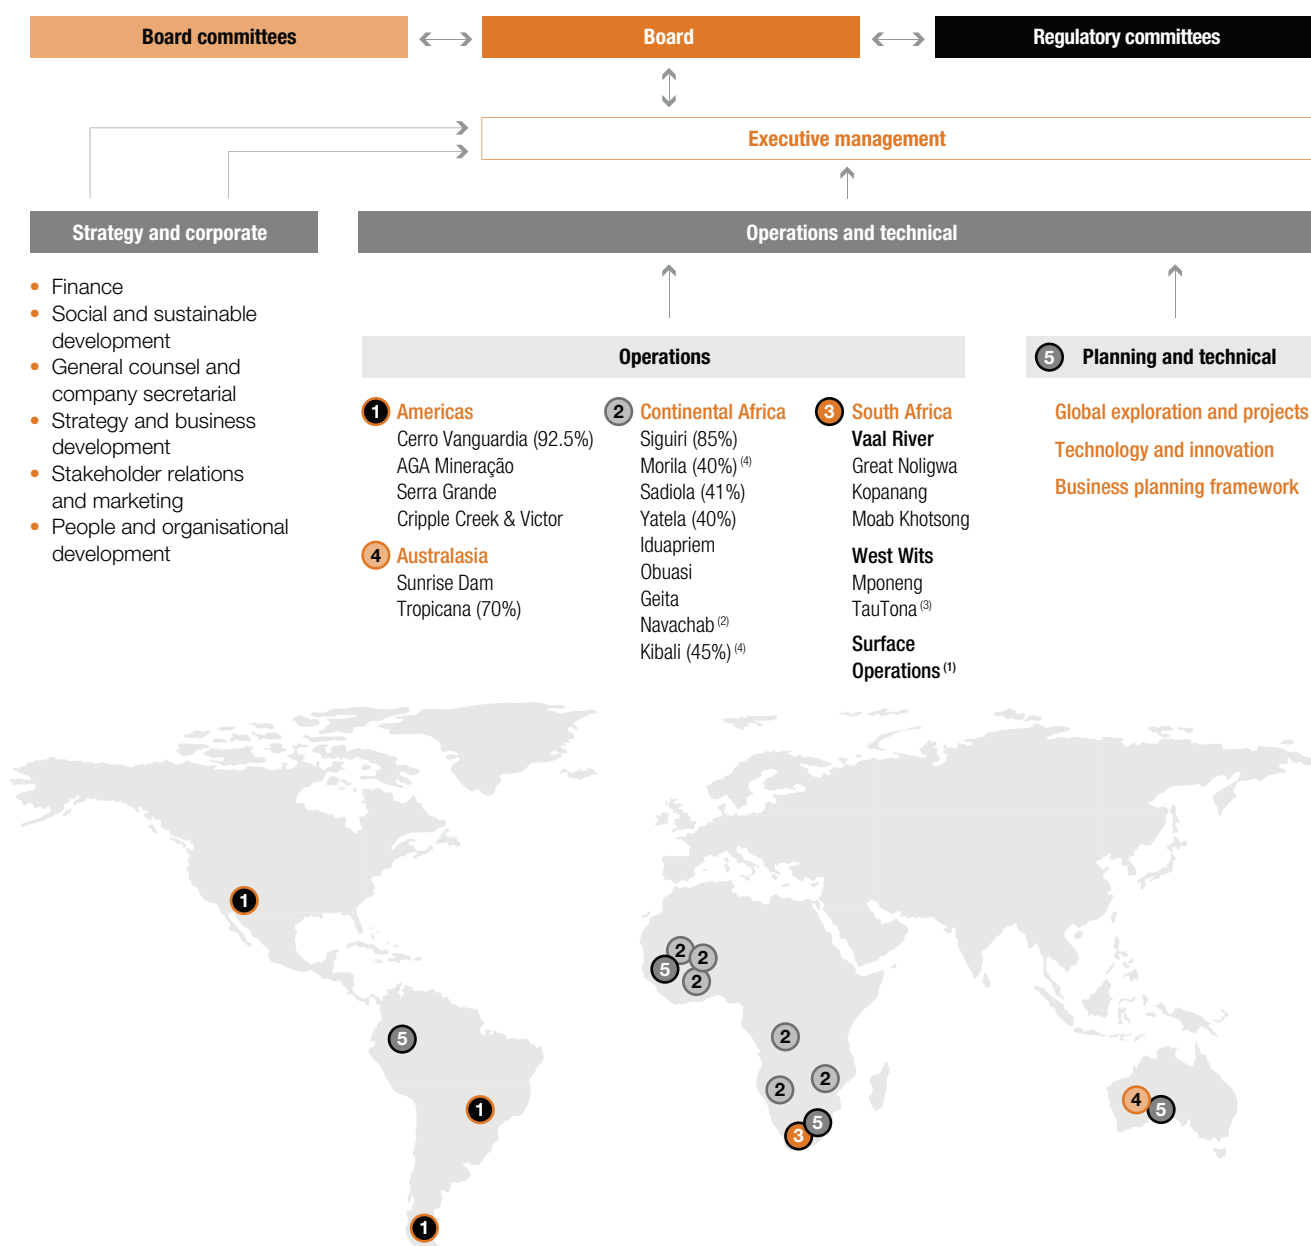 Board committees
Board
Regulatory committees
Executive management
Strategy and corporate
Operations and technical
• Finance
• Social and sustainable
development
• General counsel and
company secretarial
• Strategy and business
development
• Stakeholder relations
and marketing
• People and organisational
development
Operations
1 Americas
Cerro Vanguardia (92.5%)
AGA Mineração
Serra Grande
Cripple Creek & Victor
4 Australasia
Sunrise Dam
Tropicana (70%)
2 Continental Africa
Siguiri (85%)
Morila (40%) (4)
Sadiola (41%)
Yatela (40%)
Iduapriem
Obuasi
Geita
Navachab (2)
Kibali (45%) (4)
3 South Africa
Vaal River
Great Noligwa
Kopanang
Moab Khotsong
West Wits
Mponeng
TauTona (3)
Surface
Operations (1)
5 Planning and technical
Global exploration and projects
Technology and innovation
Business planning framework
1
2
2
5
2
5
2
2
2
1
4
5
5
3
1